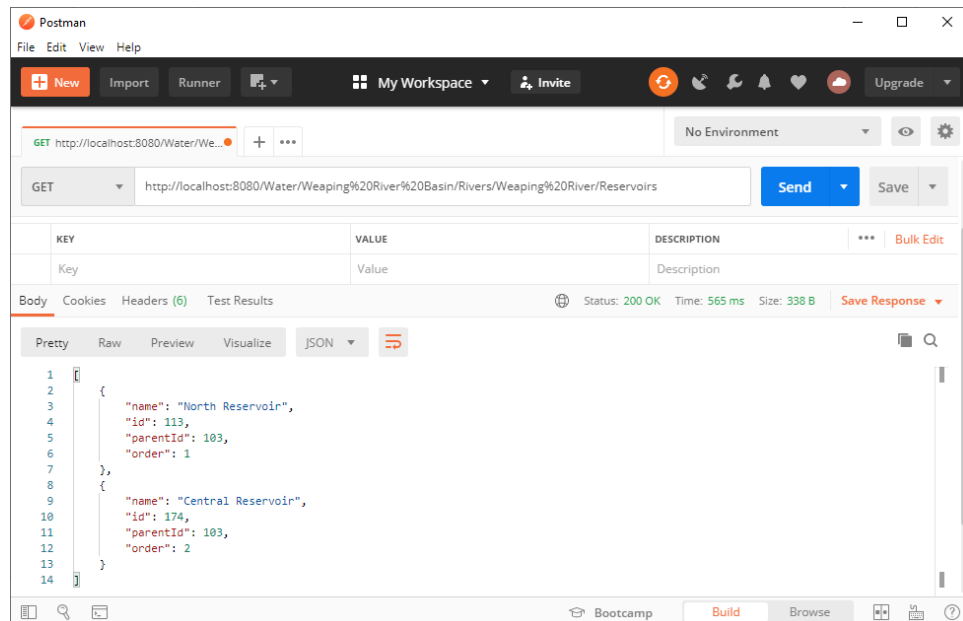 Postman
File Edit View Help
New Import Runner My Workspace Invite Upgrade
GET http://localhost:8080/Water/We... No Environment
GET http://localhost:8080/Water/Weaping%20River%20Basin/Rivers/Weaping%20River/Reservoirs Send Save
KEY VALUE DESCRIPTION Bulk Edit
Key Value Description
Body Cookies Headers (6) Test Results Status: 200 OK Time: 565 ms Size: 338 B Save Response
Pretty Raw Preview Visualize JSON
1 [
2 {
3 "name": "North Reservoir",
4 "id": 113,
5 "parentId": 103,
6 "order": 1
7 },
8 {
9 "name": "Central Reservoir",
10 "id": 174,
11 "parentId": 103,
12 "order": 2
13 }
14 ]
Bootcamp Build Browse